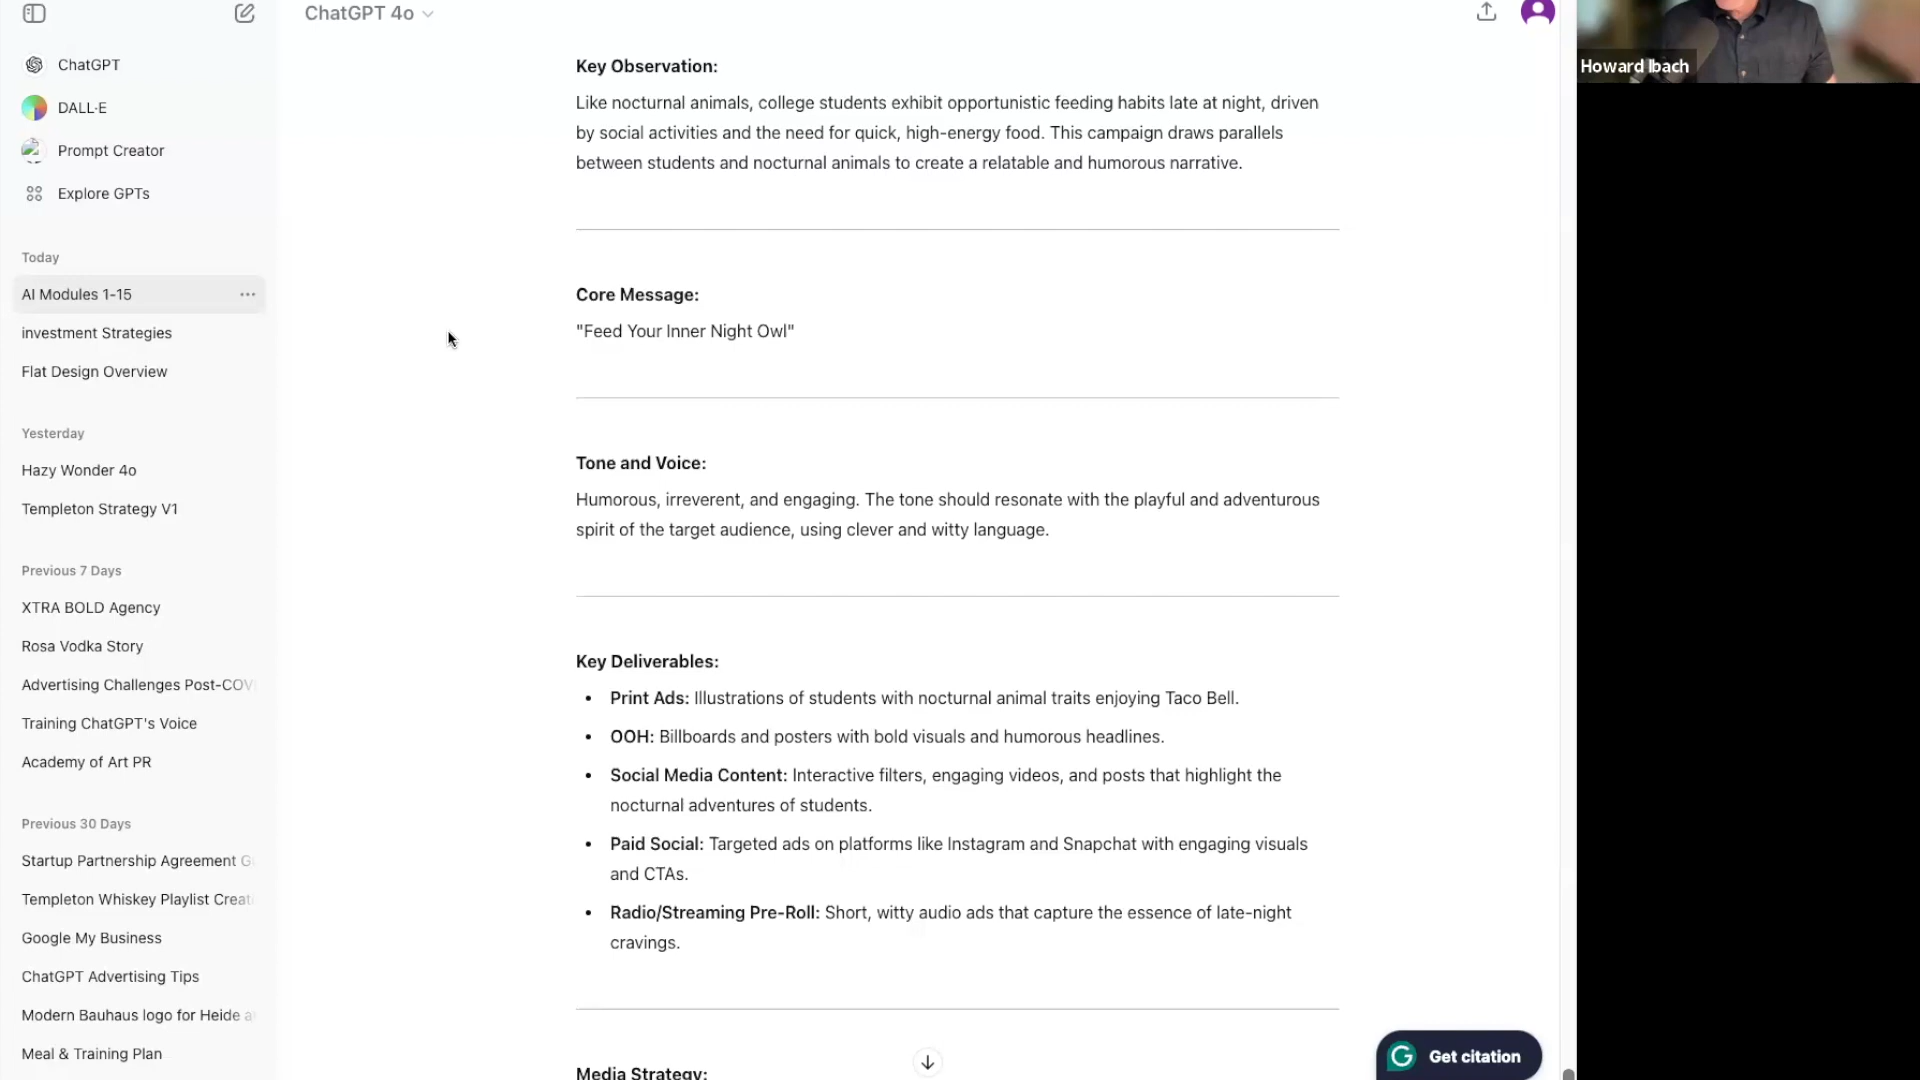 ChatGPT 4o
ChatGPT
DALL·E
Prompt Creator
Explore GPTs
Today
AI Modules 1-15
investment Strategies
Flat Design Overview
Yesterday
Hazy Wonder 4o
Templeton Strategy V1
Previous 7 Days
XTRA BOLD Agency
Rosa Vodka Story
Advertising Challenges Post-COV
Training ChatGPT's Voice
Academy of Art PR
Previous 30 Days
Startup Partnership Agreement G
Templeton Whiskey Playlist Creat
Google My Business
ChatGPT Advertising Tips
Modern Bauhaus logo for Heide a
Meal & Training Plan
Key Observation:
Like nocturnal animals, college students exhibit opportunistic feeding habits late at night, driven
by social activities and the need for quick, high-energy food. This campaign draws parallels
between students and nocturnal animals to create a relatable and humorous narrative.
Core Message:
"Feed Your Inner Night Owl"
Tone and Voice:
Humorous, irreverent, and engaging. The tone should resonate with the playful and adventurous
spirit of the target audience, using clever and witty language.
Key Deliverables:
• Print Ads: Illustrations of students with nocturnal animal traits enjoying Taco Bell.
• OOH: Billboards and posters with bold visuals and humorous headlines.
• Social Media Content: Interactive filters, engaging videos, and posts that highlight the
nocturnal adventures of students.
• Paid Social: Targeted ads on platforms like Instagram and Snapchat with engaging visuals
and CTAs.
• Radio/Streaming Pre-Roll: Short, witty audio ads that capture the essence of late-night
cravings.
Media Strategy:
Get citation
Howard Ibach